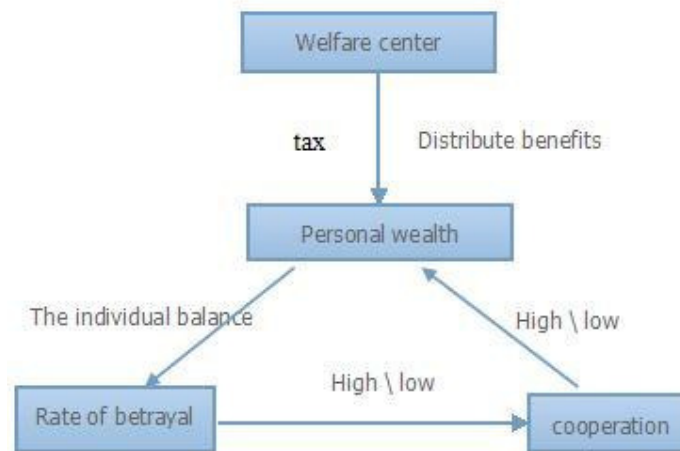 Welfare center
tax
Distribute benefits
Personal wealth
The individual balance
High \ low
High \ low
Rate of betrayal
cooperation